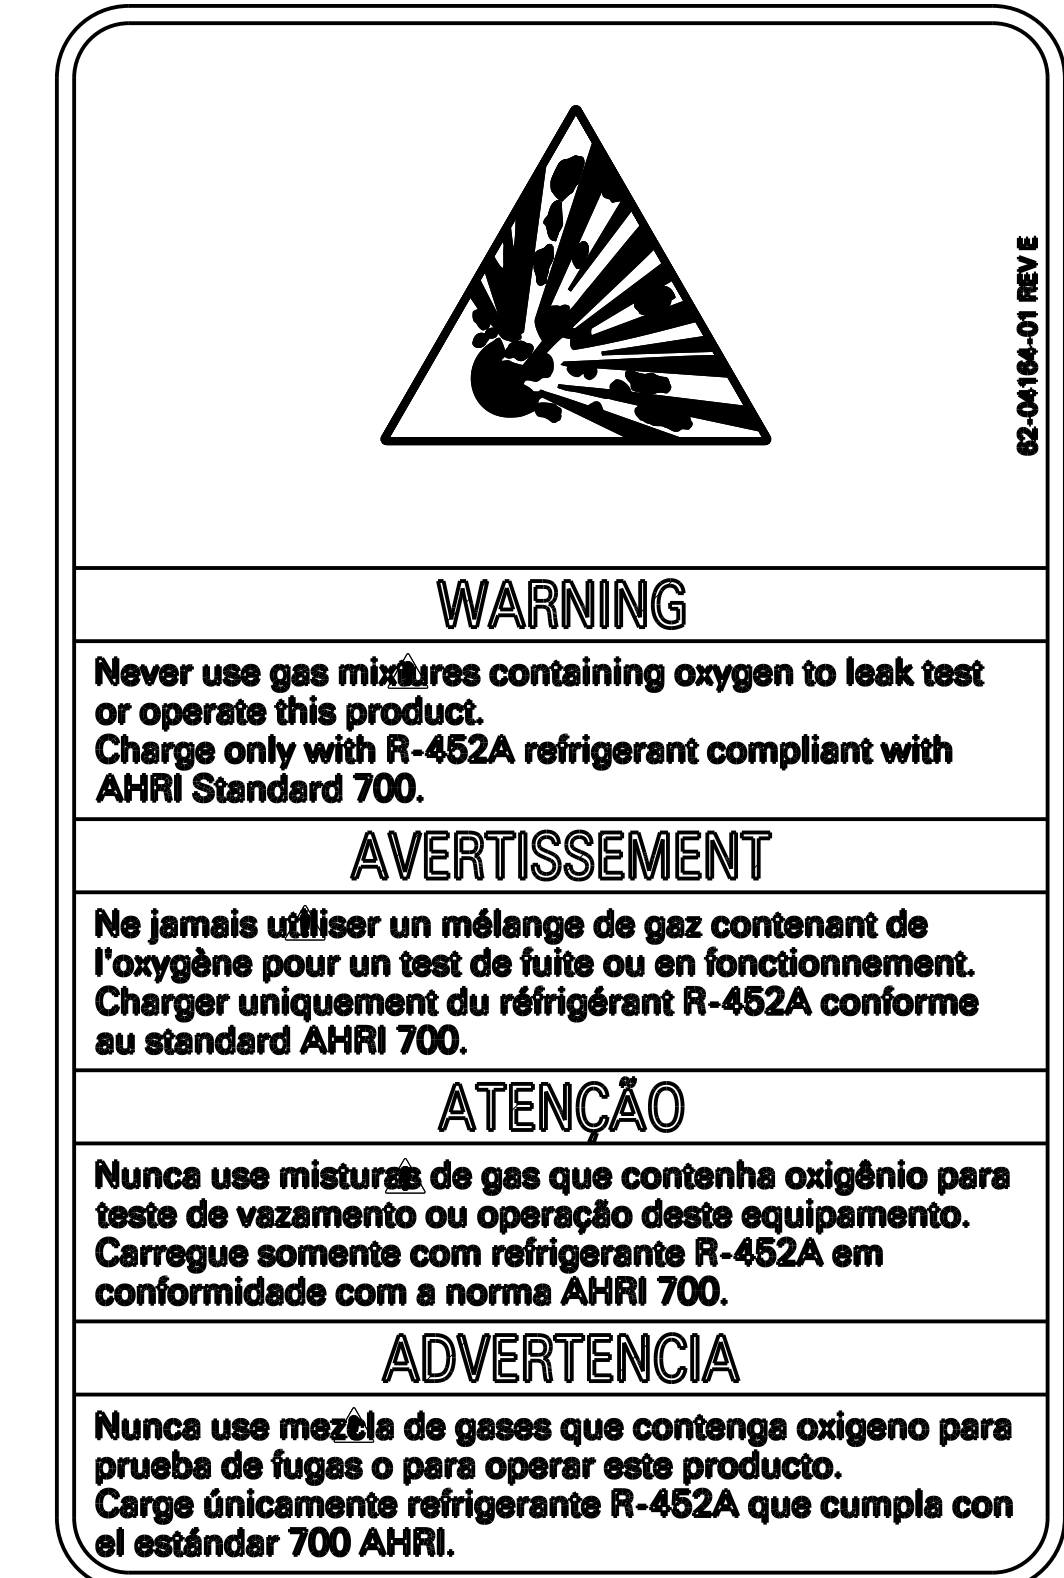 62-04164-01 REV E
WARNING
Never use gas mixtures containing oxygen to leak test
or operate this product.
Charge only with R-452A refrigerant compliant with
AHRI Standard 700.
AVERTISSEMENT
Ne jamais utiliser un mélange de gaz contenant de
l'oxygène pour un test de fuite ou en fonctionnement.
Charger uniquement du réfrigérant R-452A conforme
au standard AHRI 700.
ATENÇÃO
Nunca use misturas de gas que contenha oxigênio para
teste de vazamento ou operação deste equipamento.
Carregue somente com refrigerante R-452A em
conformidade com a norma AHRI 700.
ADVERTENCIA
Nunca use mezcla de gases que contenga oxigeno para
prueba de fugas o para operar este producto.
Carge únicamente refrigerante R-452A que cumpla con
el estándar 700 AHRI.